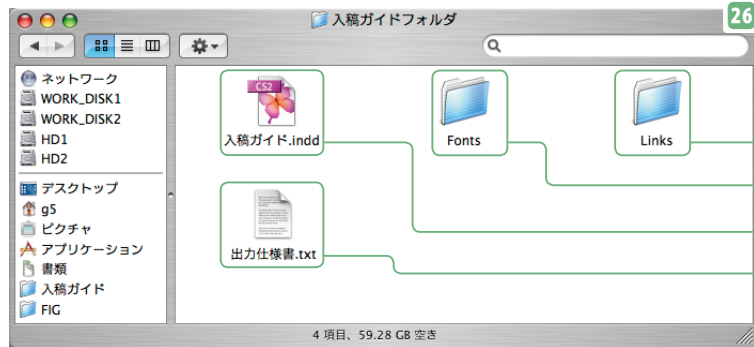 入稿ガイドフォルダ
26
ネットワーク
WORK_DISK1
WORK_DISK2
HD1
HD2
デスクトップ
g5
ピクチャ
アプリケーション
書類
入稿ガイド
FIG
CS2
入稿ガイド.indd
Fonts
Links
出力仕様書.txt
4 項目、59.28 GB 空き